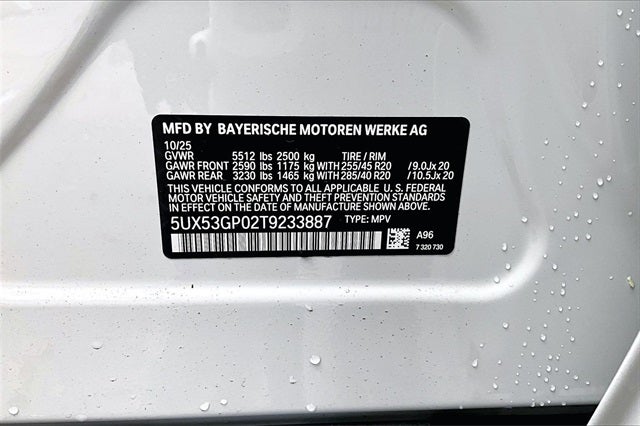 MFD BY BAYERISCHE MOTOREN WERKE AG
10/25
GVWR 5512 lbs 2500 kg TIRE / RIM
GAWR FRONT 2590 lbs 1175 kg WITH 255/45 R20 /9.0Jx 20
GAWR REAR 3230 lbs 1465 kg WITH 285/40 R20 /10.5Jx 20
THIS VEHICLE CONFORMS TO ALL APPLICABLE U. S. FEDERAL
MOTOR VEHICLE SAFETY AND THEFT PREVENTION STANDARDS
IN EFFECT ON THE DATE OF MANUFACTURE SHOWN ABOVE.
5UX53GP02T9233887 TYPE: MPV
A96
7 320 730